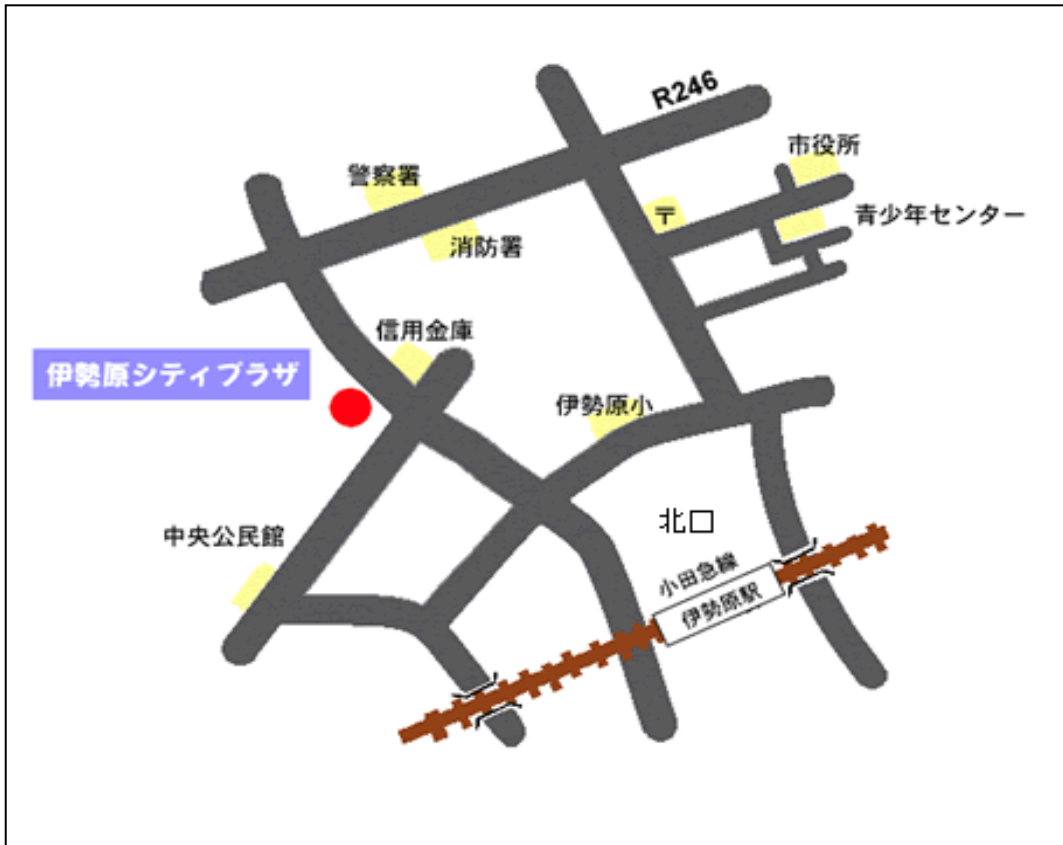 R246
市役所
警察署
〒
青少年センター
消防署
信用金庫
伊勢原シティプラザ
伊勢原小
北口
中央公民館
小田急線
伊勢原駅